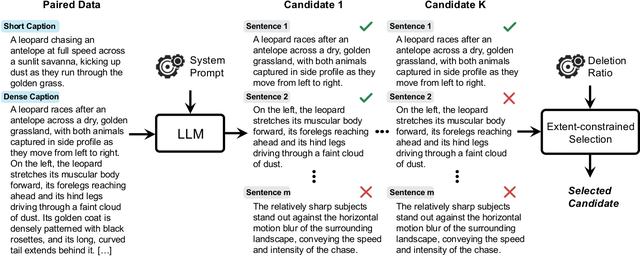 Paired Data
Short Caption
A leopard chasing an
antelope at full speed across
a sunlit savanna, kicking up
dust as they run through the
golden grass.
Dense Caption
A leopard races after an
antelope across a dry, golden
grassland, with both animals
captured in side profile as they
move from left to right.
On the left, the leopard
stretches its muscular body
forward, its forelegs reaching
ahead and its hind legs
driving through a faint cloud
of dust. Its golden coat is
densely patterned with black
rosettes, and its long, curved
tail extends behind it. [...]
System
Prompt
LLM
Candidate 1
Sentence 1
A leopard races after an
antelope across a dry, golden
grassland, with both animals
captured in side profile as they
move from left to right.
Sentence 2
On the left, the leopard
stretches its muscular body
forward, its forelegs reaching
ahead and its hind legs
driving through a faint cloud
of dust.
Sentence m
The relatively sharp subjects
stand out against the horizontal
motion blur of the surrounding
landscape, conveying the speed
and intensity of the chase.
Candidate K
Sentence 1
A leopard races after an
antelope across a dry, golden
grassland, with both animals
captured in side profile as they
move from left to right.
Sentence 2
On the left, the leopard
stretches its muscular body
forward, its forelegs reaching
ahead and its hind legs
driving through a faint cloud
of dust.
Sentence m
The relatively sharp subjects
stand out against the horizontal
motion blur of the surrounding
landscape, conveying the speed
and intensity of the chase.
Deletion
Ratio
Extent-constrained
Selection
Selected
Candidate